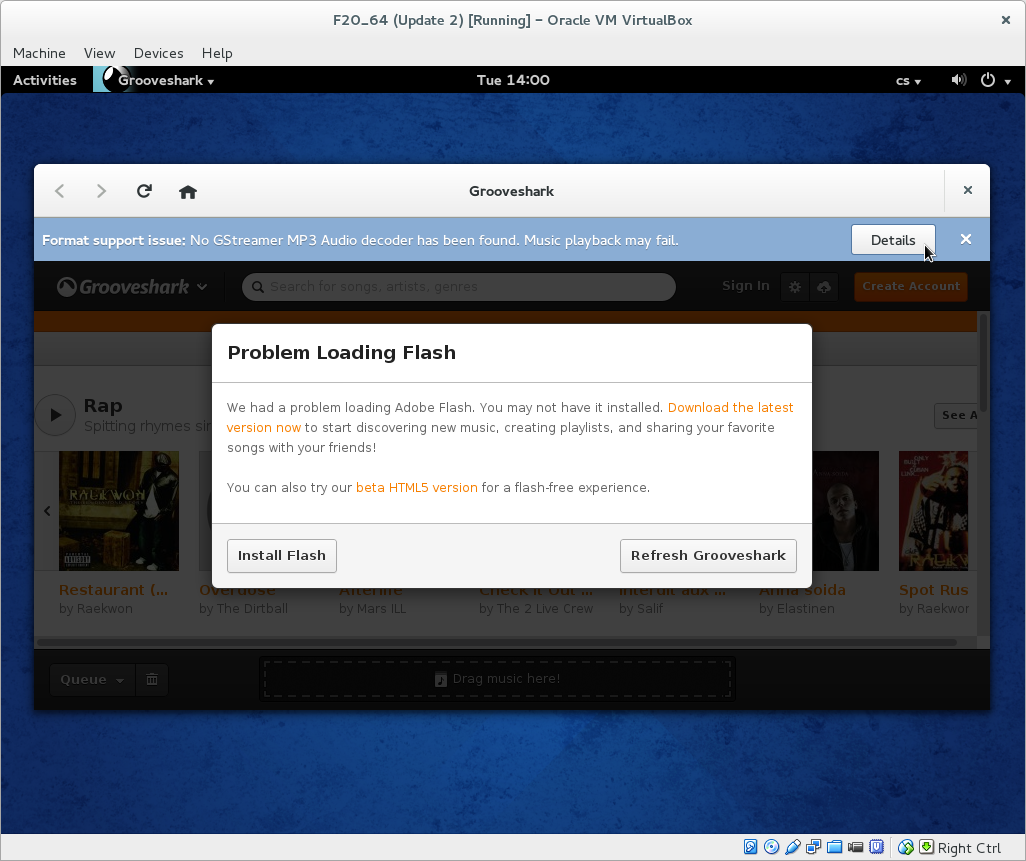 F20_64 (Update 2) [Running] – Oracle VM VirtualBox
Machine View Devices Help
Activities Grooveshark Tue 14:00 cs
Grooveshark
Format support issue: No GStreamer MP3 Audio decoder has been found. Music playback may fail. Details
Grooveshark Search for songs, artists, genres Sign In Create Account
Problem Loading Flash
We had a problem loading Adobe Flash. You may not have it installed. Download the latest
version now to start discovering new music, creating playlists, and sharing your favorite
songs with your friends!
You can also try our beta HTML5 version for a flash-free experience.
Install Flash Refresh Grooveshark
Rap
Spitting rhymes sin
See A
RAEKWON
Restaurant (... Overdose Afterlife Check It Out ... Interdit aux ... Anna soida Spot Rus
by Raekwon by The Dirtball by Mars ILL by The 2 Live Crew by Salif by Elastinen by Raekwor
Queue Drag music here!
Right Ctrl